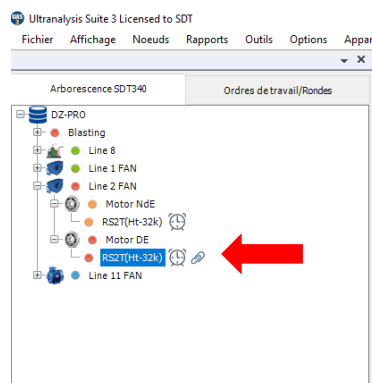 Ultranalysis Suite 3 Licensed to SDT
Fichier Affichage Noeuds Rapports Outils Options Appar
Arborescence SDT340 Ordres de travail/Rondes
DZ-PRO
Blasting
Line 8
Line 1 FAN
Line 2 FAN
Motor NdE
RS2T(Ht-32k)
Motor DE
RS2T(Ht-32k)
Line 11 FAN